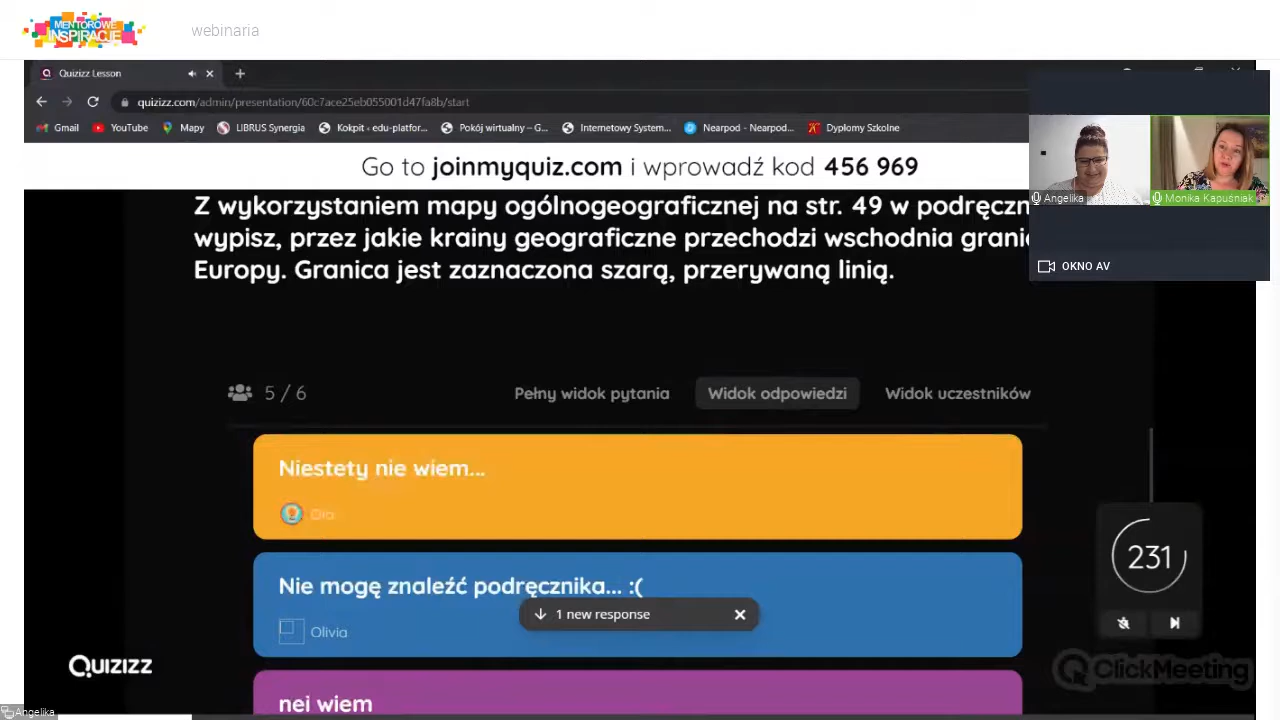 MENTOROWE
INSPIRACJE
webinaria
Quizizz Lesson
quizizz.com/admin/presentation/60c7ace25eb055001d47fa8b/start
Gmail YouTube Mapy LIBRUS Synergia Kokpit - edu-platfor... Pokój wirtualny – G... Internetowy System... Nearpod - Nearpod... Dyplomy Szkolne
Go to joinmyquiz.com i wprowadź kod 456 969
Z wykorzystaniem mapy ogólnogeograficznej na str. 49 w podręczn
wypisz, przez jakie krainy geograficzne przechodzi wschodnia grani
Europy. Granica jest zaznaczona szarą, przerywaną linią.
Angelika
Monika Kapuśniak
OKNO AV
5 / 6
Pełny widok pytania Widok odpowiedzi Widok uczestników
Niestety nie wiem...
Ola
Nie mogę znaleźć podręcznika... :(
1 new response
Olivia
nei wiem
231
Quizizz
ClickMeeting
Angelika